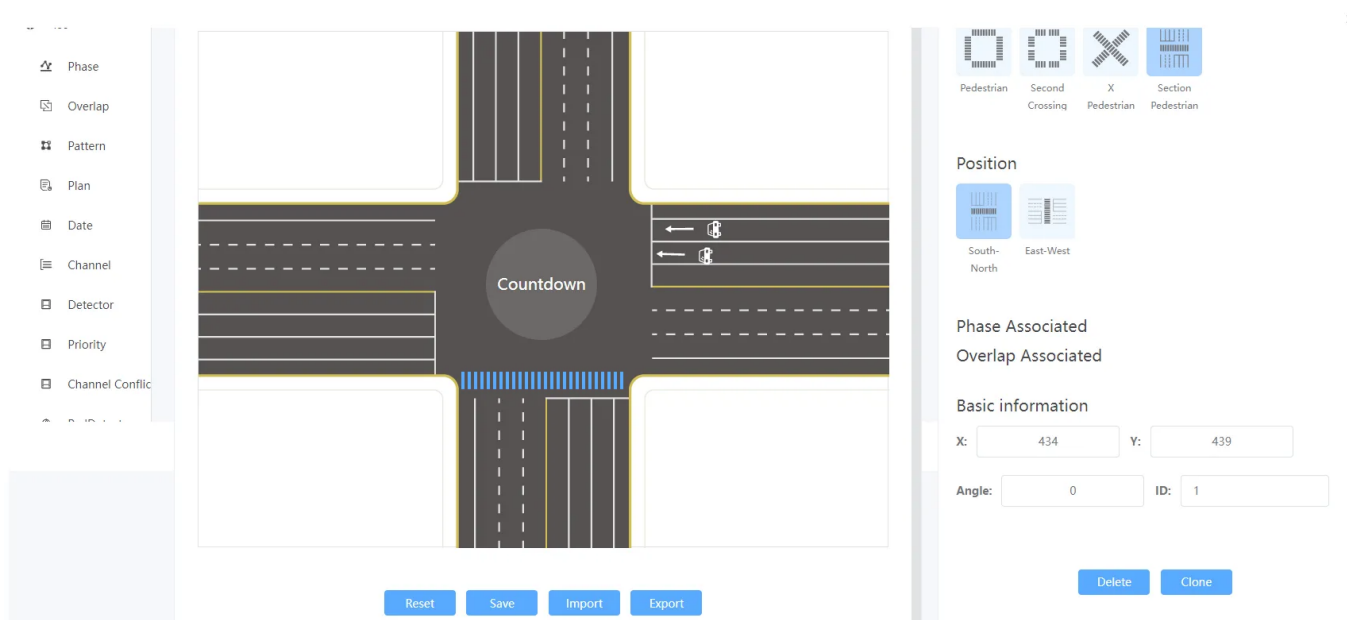 Phase
Overlap
Pattern
Plan
Date
Channel
Detector
Priority
Channel Conflic
Countdown
Reset
Save
Import
Export
Pedestrian
Second
Crossing
X
Pedestrian
Section
Pedestrian
Position
South-
North
East-West
Phase Associated
Overlap Associated
Basic information
X: 434 Y: 439
Angle: 0 ID: 1
Delete
Clone